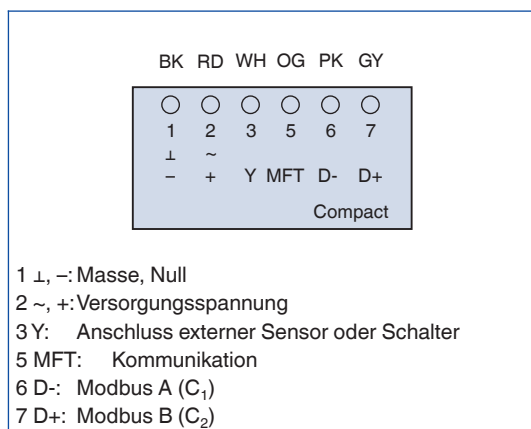 BK RD WH OG PK GY
1 2 3 5 6 7
⊥ ~
– + Y MFT D- D+
Compact
1 ⊥, –: Masse, Null
2 ~, +: Versorgungsspannung
3 Y: Anschluss externer Sensor oder Schalter
5 MFT: Kommunikation
6 D-: Modbus A (C₁)
7 D+: Modbus B (C₂)